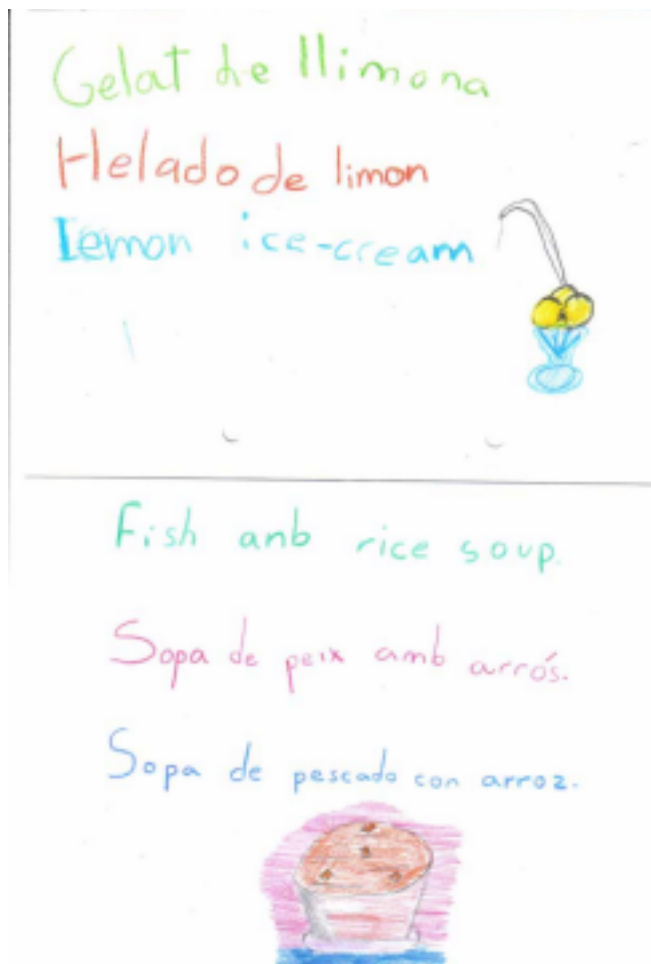 Gelat de llimona
Helado de limon
Lemon ice-cream
Fish anb rice soup.
Sopa de peix amb arrós.
Sopa de pescado con arroz.